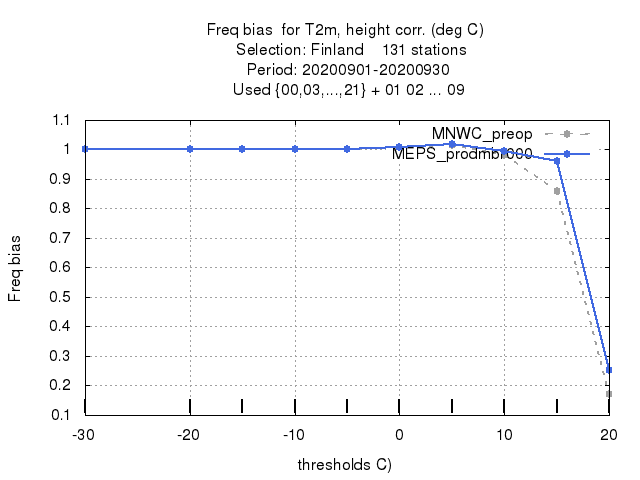 Freq bias  for T2m, height corr. (deg C)
Selection: Finland    131 stations
Period: 20200901-20200930
Used {00,03,...,21} + 01 02 ... 09
MNWC_preop
MEPS_prodmbr000
1.1
1
0.9
0.8
0.7
0.6
0.5
0.4
0.3
0.2
0.1
Freq bias
-30
-20
-10
0
10
20
thresholds C)